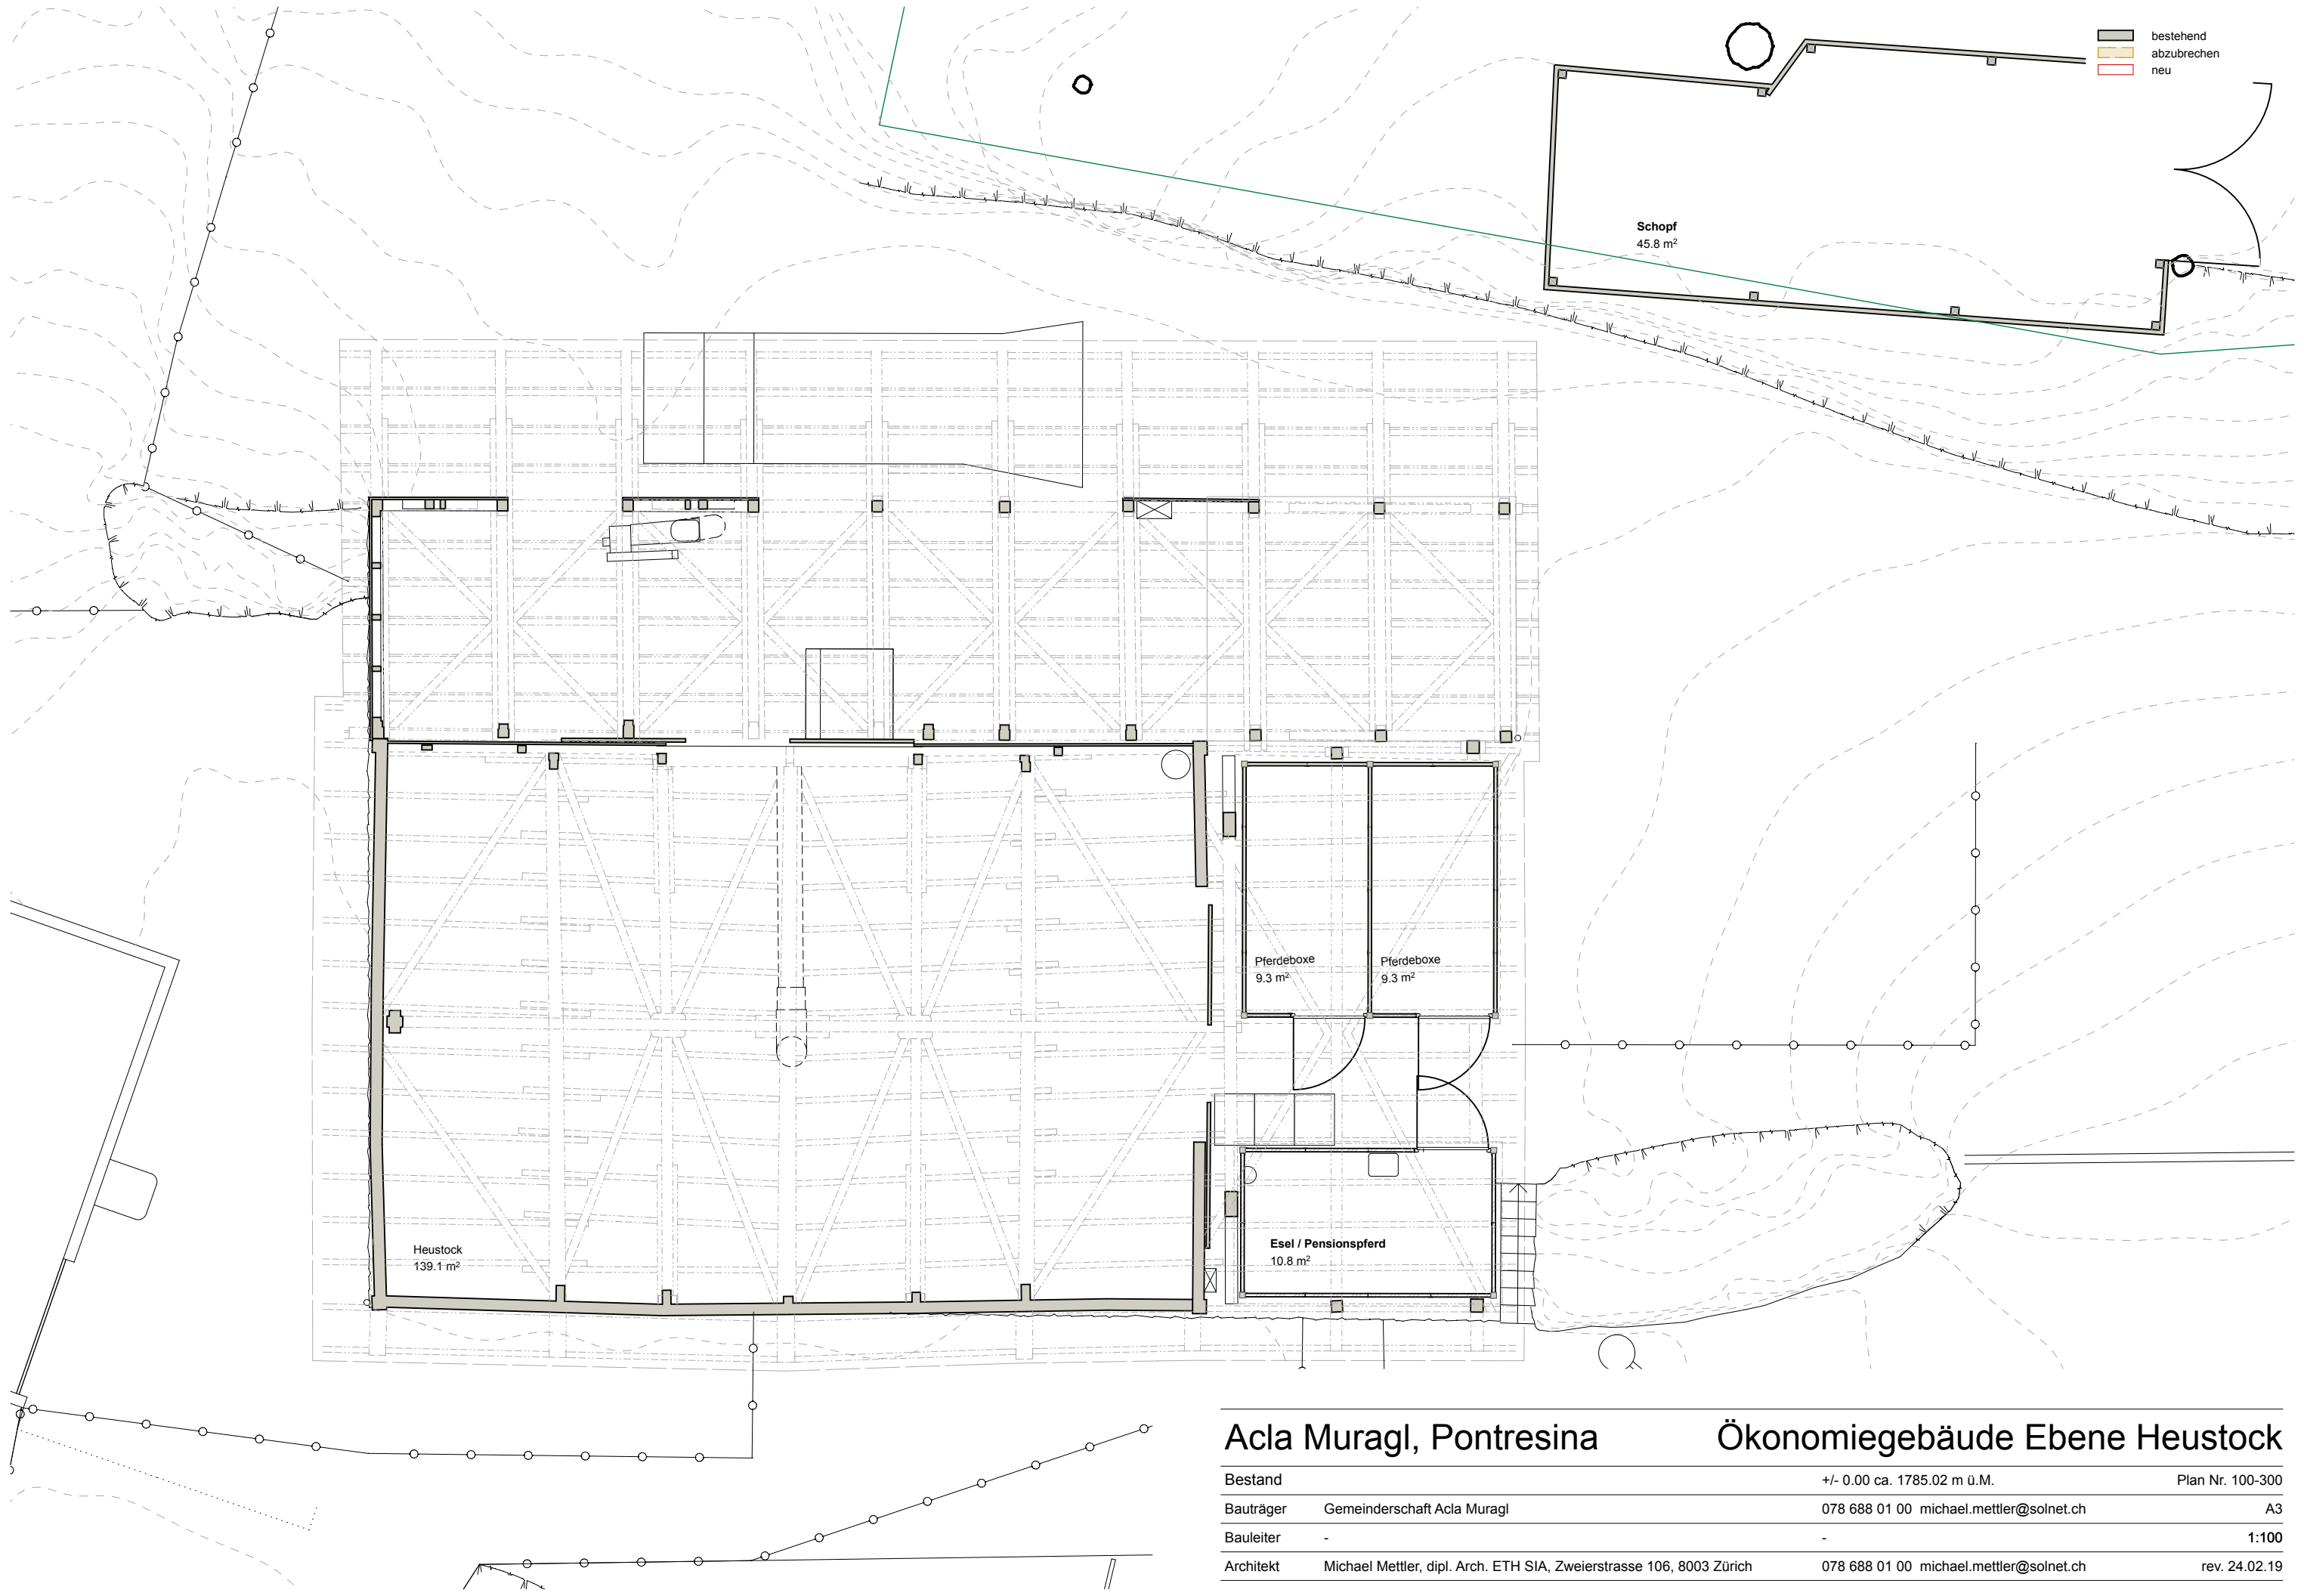 bestehend
abzubrechen
neu
Schopf
45.8 m²
Pferdeboxe
9.3 m²
Pferdeboxe
9.3 m²
Heustock
139.1 m²
Esel / Pensionspferd
10.8 m²
Acla Muragl, Pontresina Ökonomiegebäude Ebene Heustock
Bestand +/- 0.00 ca. 1785.02 m ü.M. Plan Nr. 100-300
Bauträger Gemeinderschaft Acla Muragl 078 688 01 00 michael.mettler@solnet.ch A3
Bauleiter - - 1:100
Architekt Michael Mettler, dipl. Arch. ETH SIA, Zweierstrasse 106, 8003 Zürich 078 688 01 00 michael.mettler@solnet.ch rev. 24.02.19